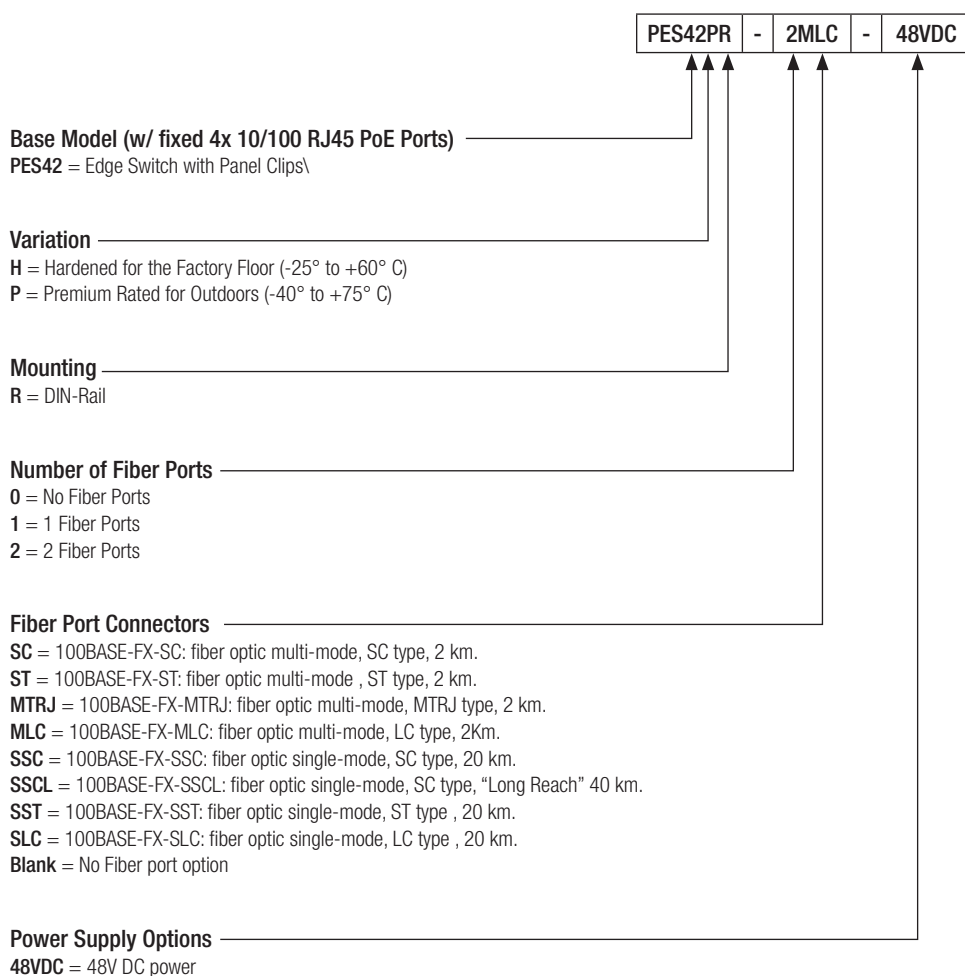 PES42PR - 2MLC - 48VDC
Base Model (w/ fixed 4x 10/100 RJ45 PoE Ports)
PES42 = Edge Switch with Panel Clips\
Variation
H = Hardened for the Factory Floor (-25° to +60° C)
P = Premium Rated for Outdoors (-40° to +75° C)
Mounting
R = DIN-Rail
Number of Fiber Ports
0 = No Fiber Ports
1 = 1 Fiber Ports
2 = 2 Fiber Ports
Fiber Port Connectors
SC = 100BASE-FX-SC: fiber optic multi-mode, SC type, 2 km.
ST = 100BASE-FX-ST: fiber optic multi-mode , ST type, 2 km.
MTRJ = 100BASE-FX-MTRJ: fiber optic multi-mode, MTRJ type, 2 km.
MLC = 100BASE-FX-MLC: fiber optic multi-mode, LC type, 2Km.
SSC = 100BASE-FX-SSC: fiber optic single-mode, SC type, 20 km.
SSCL = 100BASE-FX-SSCL: fiber optic single-mode, SC type, “Long Reach” 40 km.
SST = 100BASE-FX-SST: fiber optic single-mode, ST type , 20 km.
SLC = 100BASE-FX-SLC: fiber optic single-mode, LC type , 20 km.
Blank = No Fiber port option
Power Supply Options
48VDC = 48V DC power